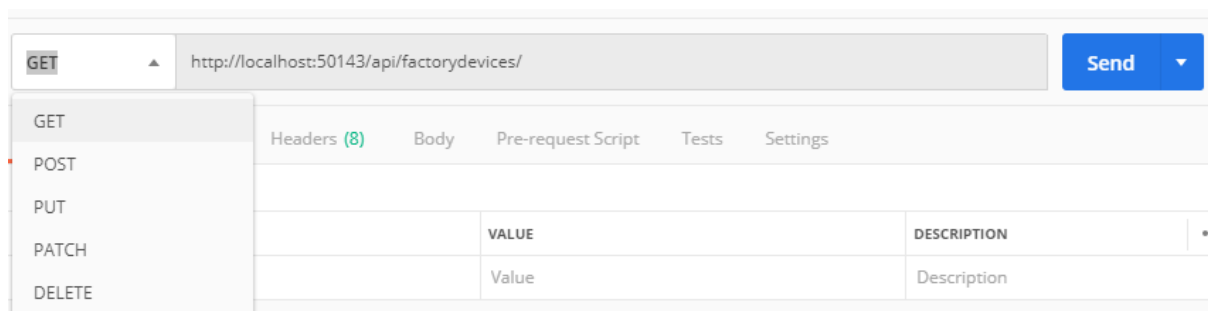 GET http://localhost:50143/api/factorydevices/ Send
GET
Headers (8) Body Pre-request Script Tests Settings
POST
PUT
VALUE DESCRIPTION
PATCH
Value Description
DELETE